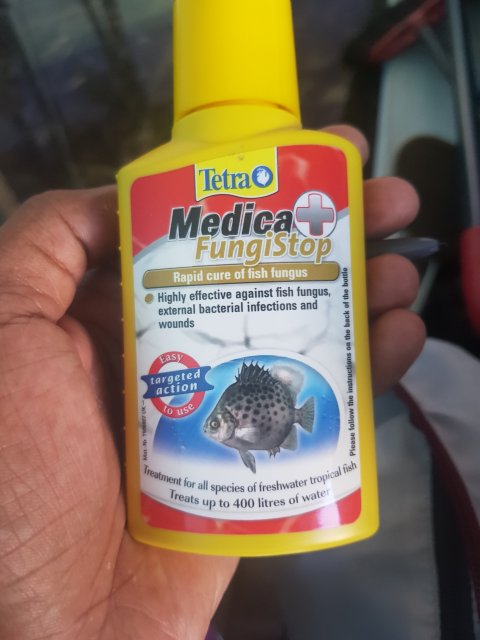 Tetra
Medica
FungiStop
Rapid cure of fish fungus
Highly effective against fish fungus,
external bacterial infections and
wounds
Easy
targeted
action
to use
Please follow the instructions on the back of the bottle
Treatment for all species of freshwater tropical fish
Treats up to 400 litres of water